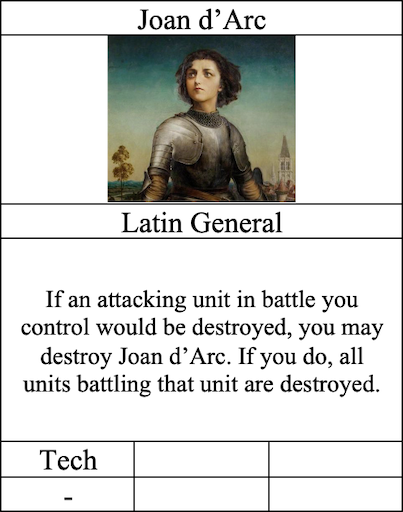 Joan d’Arc
Latin General
If an attacking unit in battle you
control would be destroyed, you may
destroy Joan d’Arc. If you do, all
units battling that unit are destroyed.
Tech
-